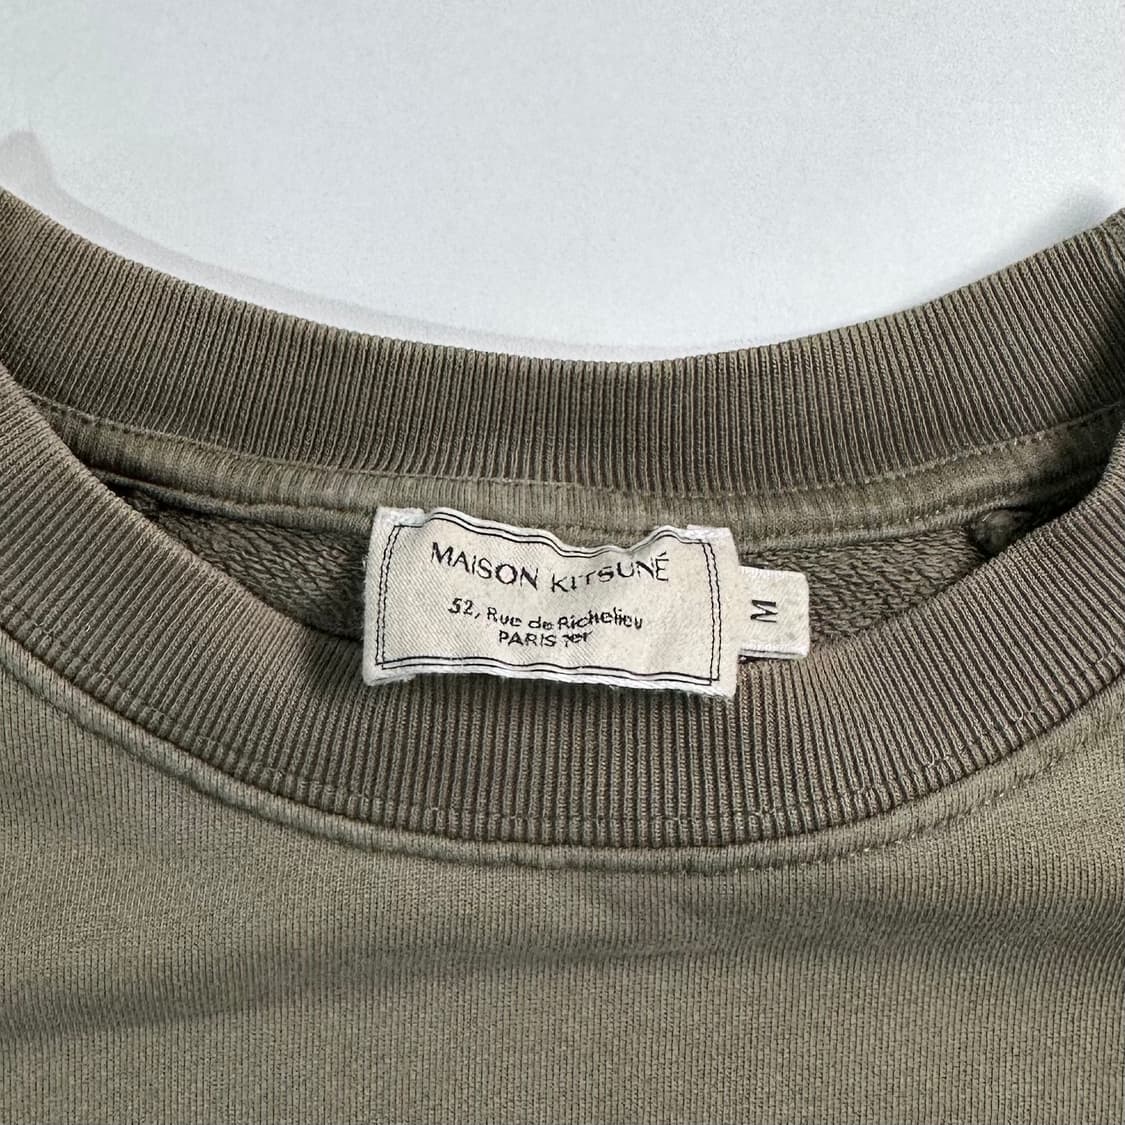 MAISON KITSUNÉ
52, Rue de Richelieu
PARIS 1er
M